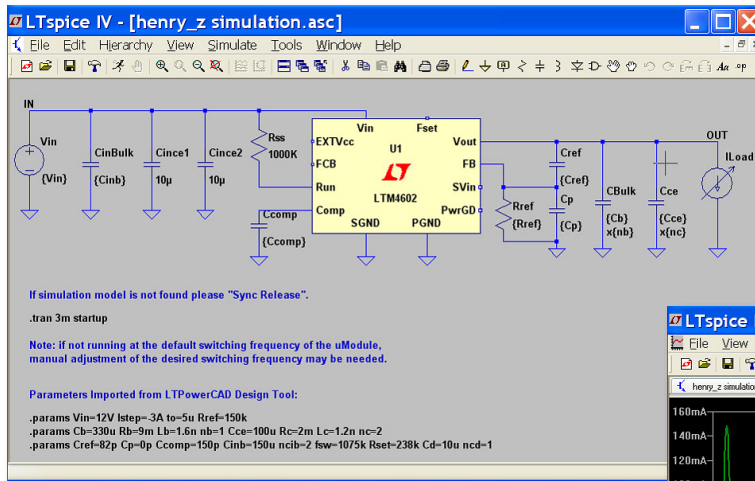 LTspice IV - [henry_z simulation.asc]
File Edit Hierarchy View Simulate Tools Window Help
Aa .op
IN
Vin
{Vin}
CinBulk
{Cinb}
Cince1
10µ
Cince2
10µ
Rss
1000K
Ccomp
{Ccomp}
Vin Fset
EXTVcc U1 Vout
FCB FB
LTM4602 SVin
Run
Comp PwrGD
SGND PGND
Rref
{Rref}
Cref
{Cref}
Cp
{Cp}
CBulk
{Cb}
x{nb}
Cce
{Cce}
x{nc}
OUT
ILoad
If simulation model is not found please "Sync Release".
.tran 3m startup
Note: if not running at the default switching frequency of the uModule,
manual adjustment of the desired switching frequency may be needed.
Parameters Imported from LTPowerCAD Design Tool:
.params Vin=12V Istep=-3A to=5u Rref=150k
.params Cb=330u Rb=9m Lb=1.6n nb=1 Cce=100u Rc=2m Lc=1.2n nc=2
.params Cref=82p Cp=0p Ccomp=150p Cinb=150u ncib=2 fsw=1075k Rset=238k Cd=10u ncd=1
LTspice
File View
henry_z simulation
160mA
140mA
120mA